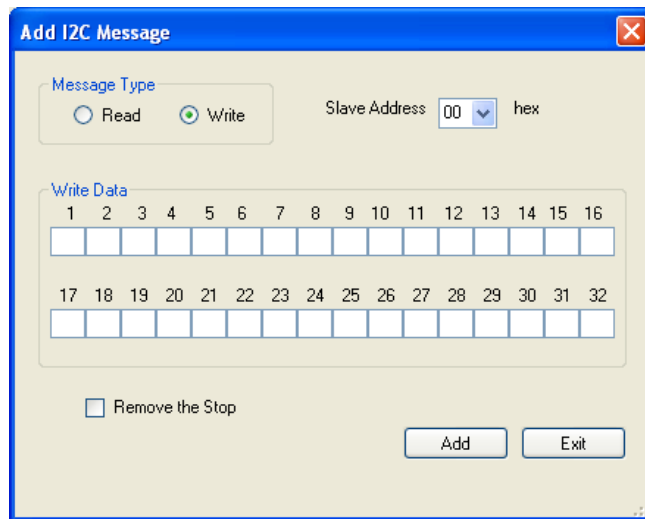 Add I2C Message
Message Type
Read Write
Slave Address 00 hex
Write Data
1 2 3 4 5 6 7 8 9 10 11 12 13 14 15 16
17 18 19 20 21 22 23 24 25 26 27 28 29 30 31 32
Remove the Stop
Add Exit